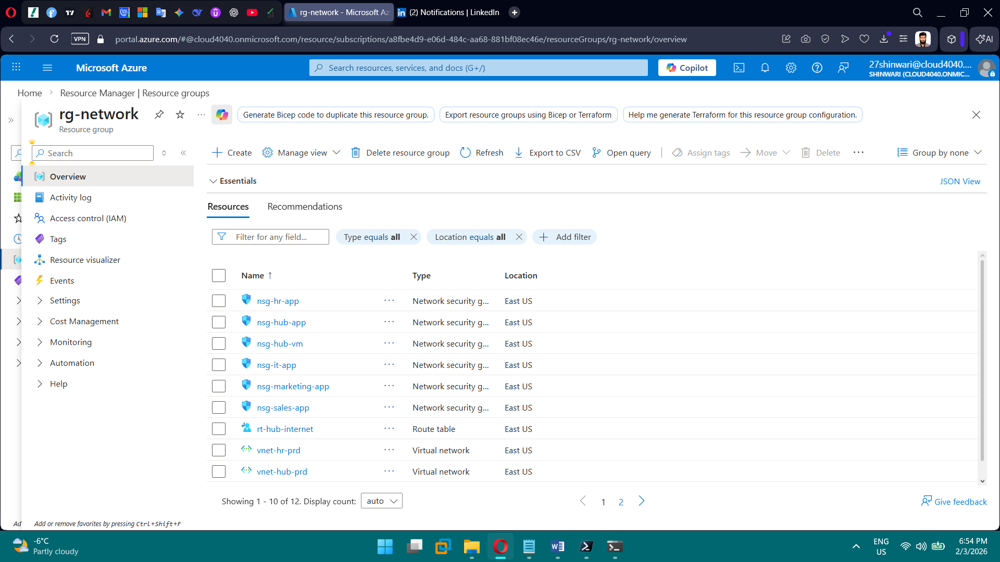 rg-network - Microsoft Az
(2) Notifications | LinkedIn
VPN
portal.azure.com/#@cloud4040.onmicrosoft.com/resource/subscriptions/a8fbe4d9-e06d-484c-aa68-881bf08ec46e/resourceGroups/rg-network/overview
AI
Microsoft Azure
Search resources, services, and docs (G+/)
Copilot
27shinwari@cloud4040....
SHINWARI (CLOUD4040.ONMIC...
Home
Resource Manager | Resource groups
rg-network
Resource group
Generate Bicep code to duplicate this resource group.
Export resource groups using Bicep or Terraform
Help me generate Terraform for this resource group configuration.
Search
Create
Manage view
Delete resource group
Refresh
Export to CSV
Open query
Assign tags
Move
Delete
Group by none
Overview
Activity log
Access control (IAM)
Tags
Resource visualizer
Events
Settings
Cost Management
Monitoring
Automation
Help
Essentials
JSON View
Resources
Recommendations
Filter for any field...
Type equals all
Location equals all
Add filter
Name ↑ Type Location
nsg-hr-app ... Network security g... East US
nsg-hub-app ... Network security g... East US
nsg-hub-vm ... Network security g... East US
nsg-it-app ... Network security g... East US
nsg-marketing-app ... Network security g... East US
nsg-sales-app ... Network security g... East US
rt-hub-internet ... Route table East US
vnet-hr-prd ... Virtual network East US
vnet-hub-prd ... Virtual network East US
Showing 1 - 10 of 12. Display count: auto
1 2
Give feedback
Ad
Add or remove favorites by pressing Ctrl+Shift+F
-6°C
Partly cloudy
ENG
US
6:54 PM
2/3/2026